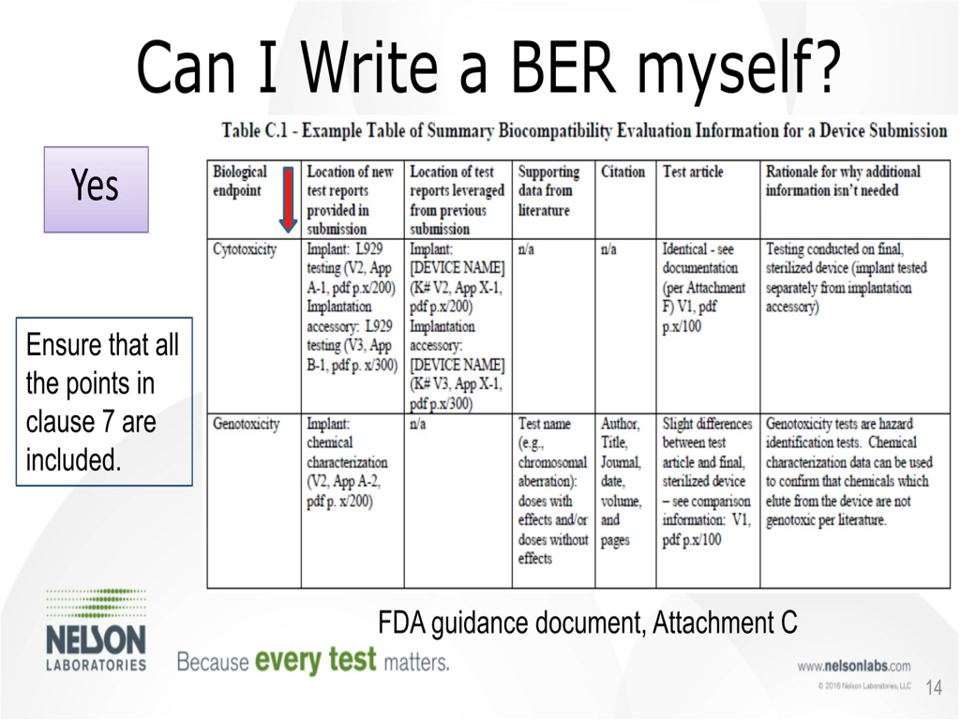 Can I Write a BER myself?
Table C.1 - Example Table of Summary Biocompatibility Evaluation Information for a Device Submission
Yes
Ensure that all
the points in
clause 7 are
included.
Biological
endpoint
Location of new
test reports
provided in
submission
Location of test
reports leveraged
from previous
submission
Supporting
data from
literature
Citation
Test article
Rationale for why additional
information isn't needed
Cytotoxicity
Implant: L929
testing (V2, App
A-1, pdf p.x/200)
Implantation
accessory: L929
testing (V3, App
B-1, pdf p. x/300)
Implant:
[DEVICE NAME]
(K# V2, App X-1,
pdf p.x/200)
Implantation
accessory:
[DEVICE NAME]
(K# V3, App X-1,
pdf p.x/300)
n/a
n/a
Identical - see
documentation
(per Attachment
F) V1, pdf
p.x/100
Testing conducted on final,
sterilized device (implant tested
separately from implantation
accessory)
Genotoxicity
Implant:
chemical
characterization
(V2, App A-2,
pdf p. x/200)
n/a
Test name
(e.g.,
chromosomal
aberration):
doses with
effects and/or
doses without
effects
Author,
Title,
Journal,
date,
volume,
and
pages
Slight differences
between test
article and final,
sterilized device
– see comparison
information: V1,
pdf p.x/100
Genotoxicity tests are hazard
identification tests. Chemical
characterization data can be used
to confirm that chemicals which
elute from the device are not
genotoxic per literature.
FDA guidance document, Attachment C
NELSON
LABORATORIES
Because every test matters.
www.nelsonlabs.com
© 2016 Nelson Laboratories, LLC
14